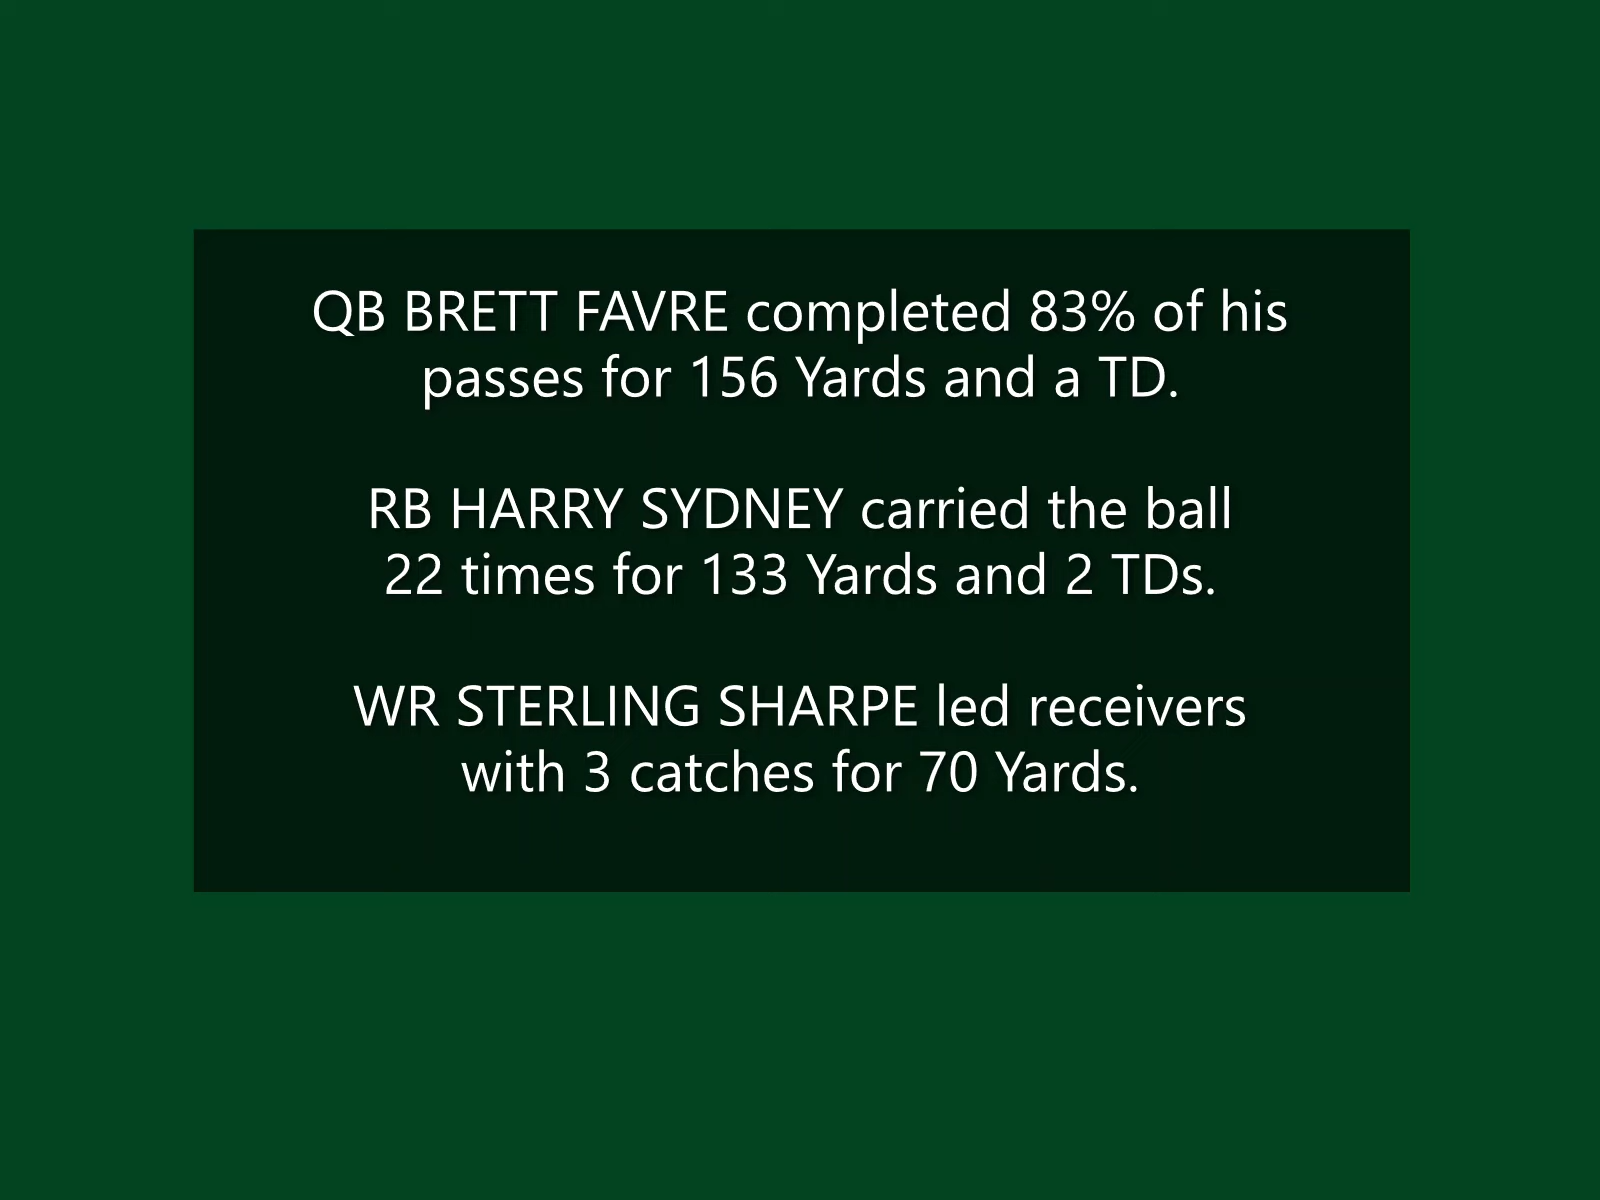 QB BRETT FAVRE completed 83% of his
passes for 156 Yards and a TD.
RB HARRY SYDNEY carried the ball
22 times for 133 Yards and 2 TDs.
WR STERLING SHARPE led receivers
with 3 catches for 70 Yards.